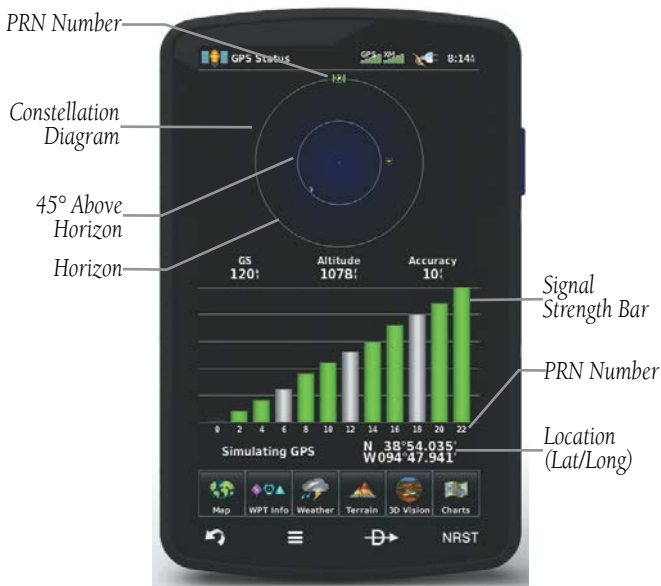 PRN Number
GPS Status
GPS XM
8:14
Constellation
Diagram
45° Above
Horizon
Horizon
GS
Altitude
Accuracy
120
1078
10
Signal
Strength Bar
PRN Number
0 2 4 6 8 10 12 14 16 18 20 22
Simulating GPS
N 38°54.035'
W094°47.941'
Location
(Lat/Long)
Map
WPT Info
Weather
Terrain
3D Vision
Charts
NRST